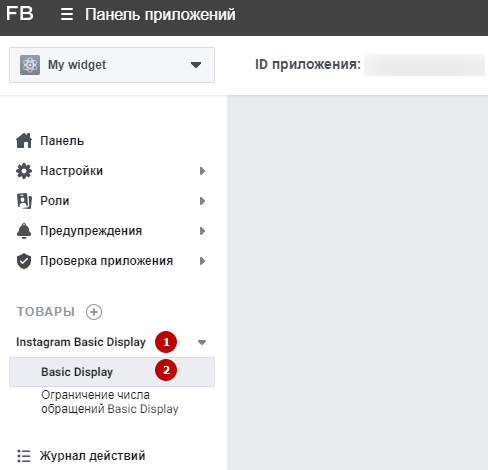 FB Панель приложений
My widget
ID приложения:
Панель
Настройки
Роли
Предупреждения
Проверка приложения
ТОВАРЫ
Instagram Basic Display 1
Basic Display 2
Ограничение числа
обращений Basic Display
Журнал действий